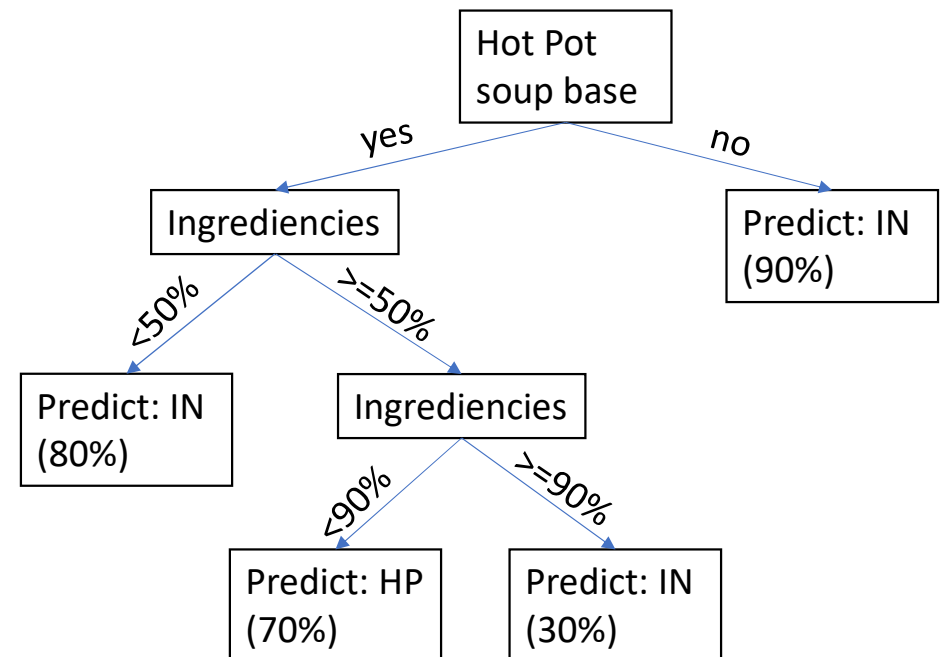 Hot Pot
soup base
yes
no
Ingrediencies
Predict: IN
(90%)
<50%
>=50%
Predict: IN
(80%)
Ingrediencies
<90%
>=90%
Predict: HP
(70%)
Predict: IN
(30%)